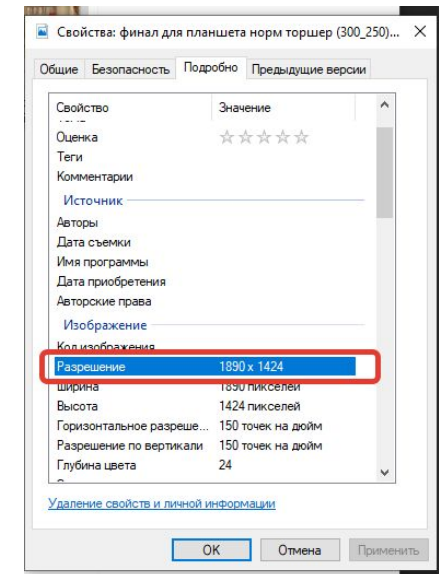 Свойства: финал для планшета норм торшер (300_250)...
Общие Безопасность Подробно Предыдущие версии
Свойство Значение
Оценка
Теги
Комментарии
Источник
Авторы
Дата съемки
Имя программы
Дата приобретения
Авторские права
Изображение
Код изображения
Разрешение 1890 x 1424
Ширина 1890 пикселей
Высота 1424 пикселей
Горизонтальное разреше... 150 точек на дюйм
Разрешение по вертикали 150 точек на дюйм
Глубина цвета 24
Удаление свойств и личной информации
OK Отмена Применить